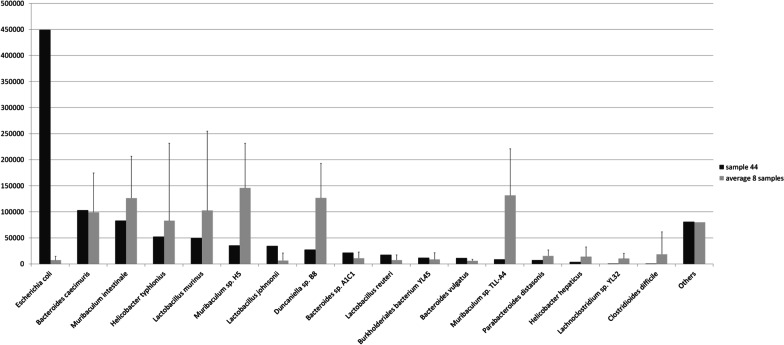 500000
450000
400000
350000
300000
250000
200000
150000
100000
50000
0
sample 44
average 8 samples
Escherichia coli
Bacteroides caecimuris
Muribaculum intestinale
Helicobacter typhlonius
Lactobacillus murinus
Muribaculum sp. H5
Lactobacillus johnsonii
Duncaniella sp. B8
Bacteroides sp. A1C1
Lactobacillus reuteri
Burkholderiales bacterium YL45
Bacteroides vulgatus
Muribaculum sp. TLL-A4
Parabacteroides distasonis
Helicobacter hepaticus
Lachnoclostridium sp. YL32
Clostridioides difficile
Others